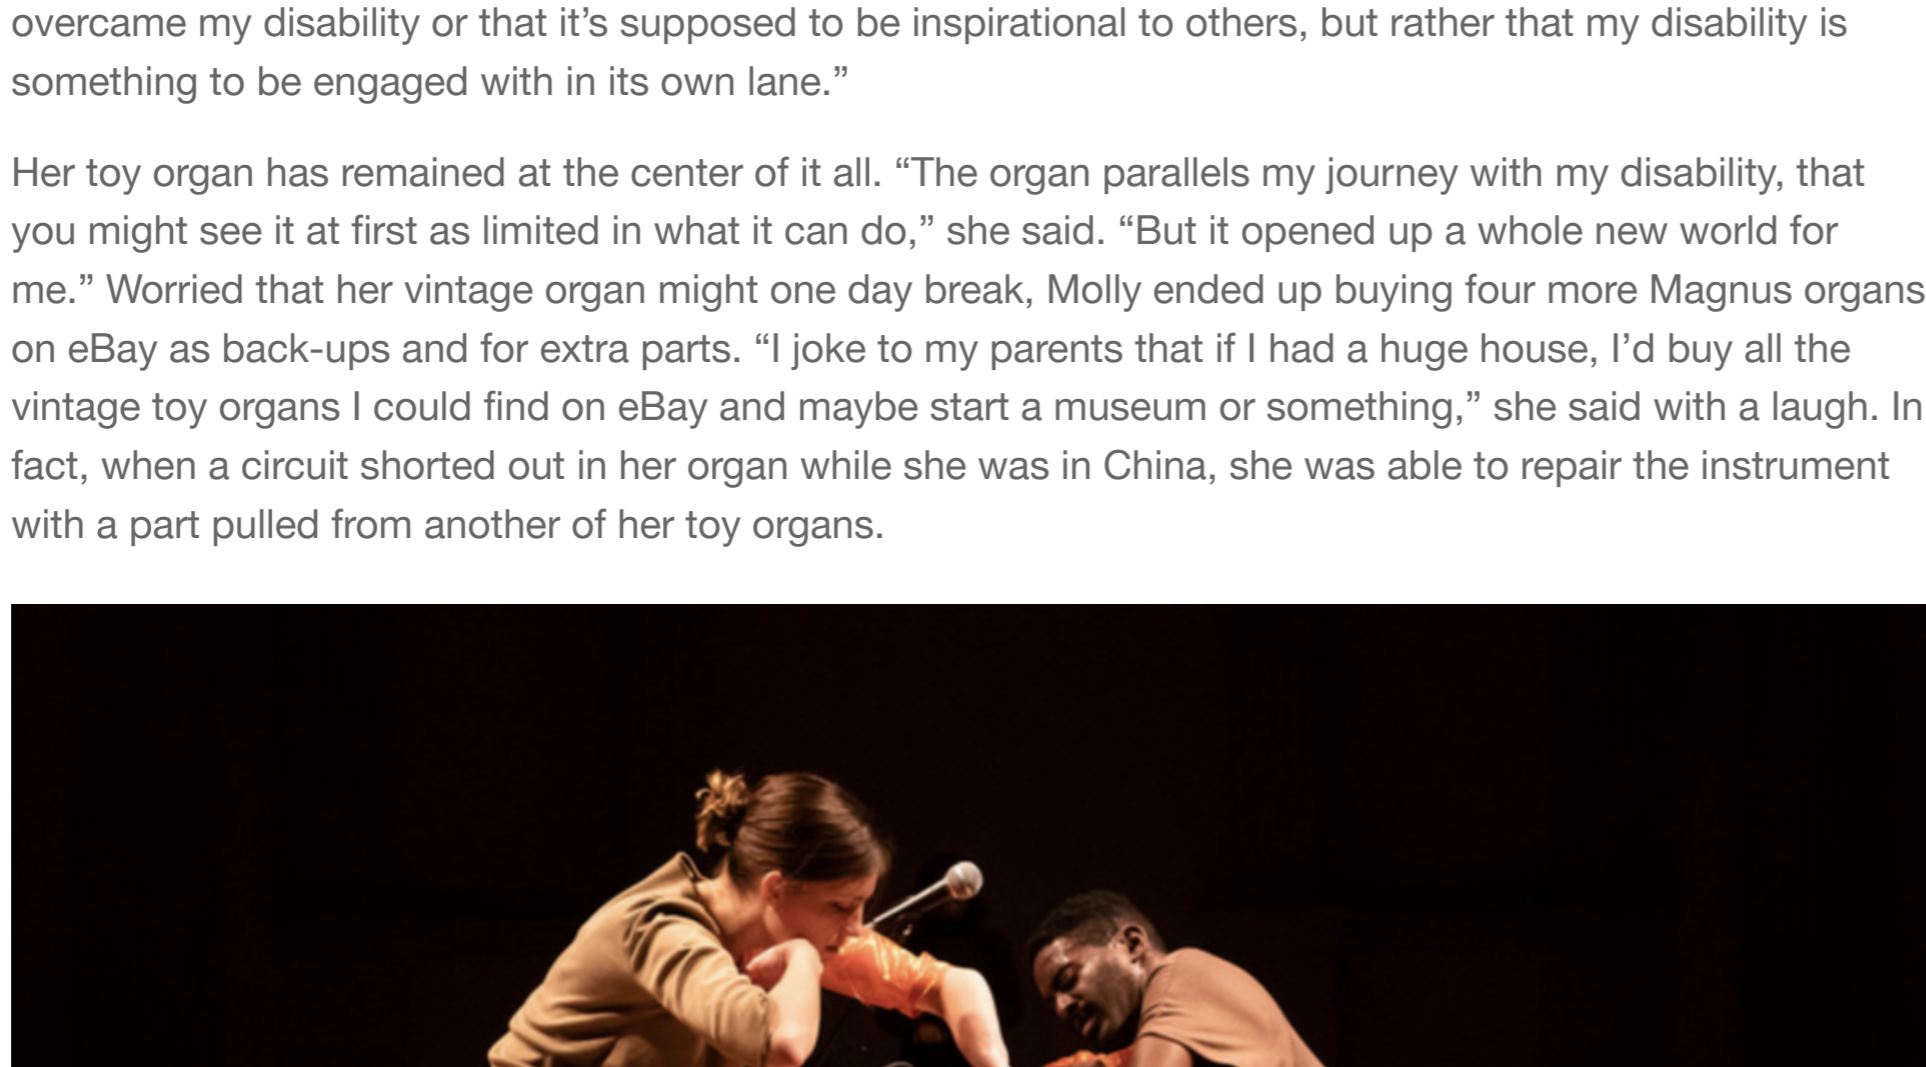 overcame my disability or that it’s supposed to be inspirational to others, but rather that my disability is
something to be engaged with in its own lane.”
Her toy organ has remained at the center of it all. “The organ parallels my journey with my disability, that
you might see it at first as limited in what it can do,” she said. “But it opened up a whole new world for
me.” Worried that her vintage organ might one day break, Molly ended up buying four more Magnus organs
on eBay as back-ups and for extra parts. “I joke to my parents that if I had a huge house, I’d buy all the
vintage toy organs I could find on eBay and maybe start a museum or something,” she said with a laugh. In
fact, when a circuit shorted out in her organ while she was in China, she was able to repair the instrument
with a part pulled from another of her toy organs.